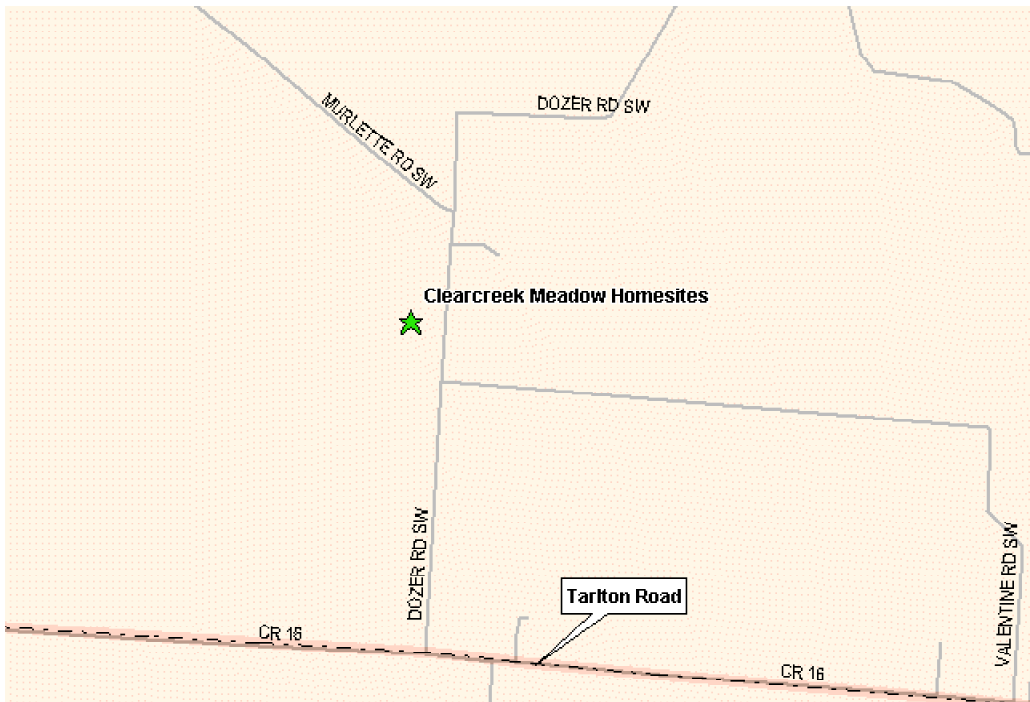 DOZER RD SW
MURLETTE RD SW
Clearcreek Meadow Homesites
DOZER RD SW
VALENTINE RD SW
Tarlton Road
CR 16
CR 16